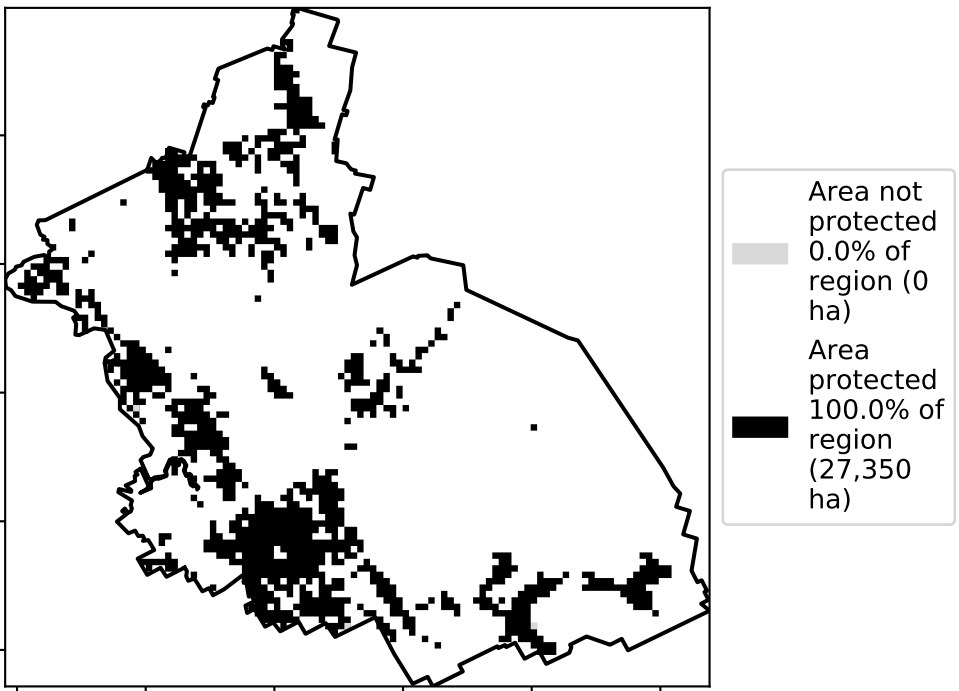 Area not
protected
0.0% of
region (0
ha)
Area
protected
100.0% of
region
(27,350
ha)